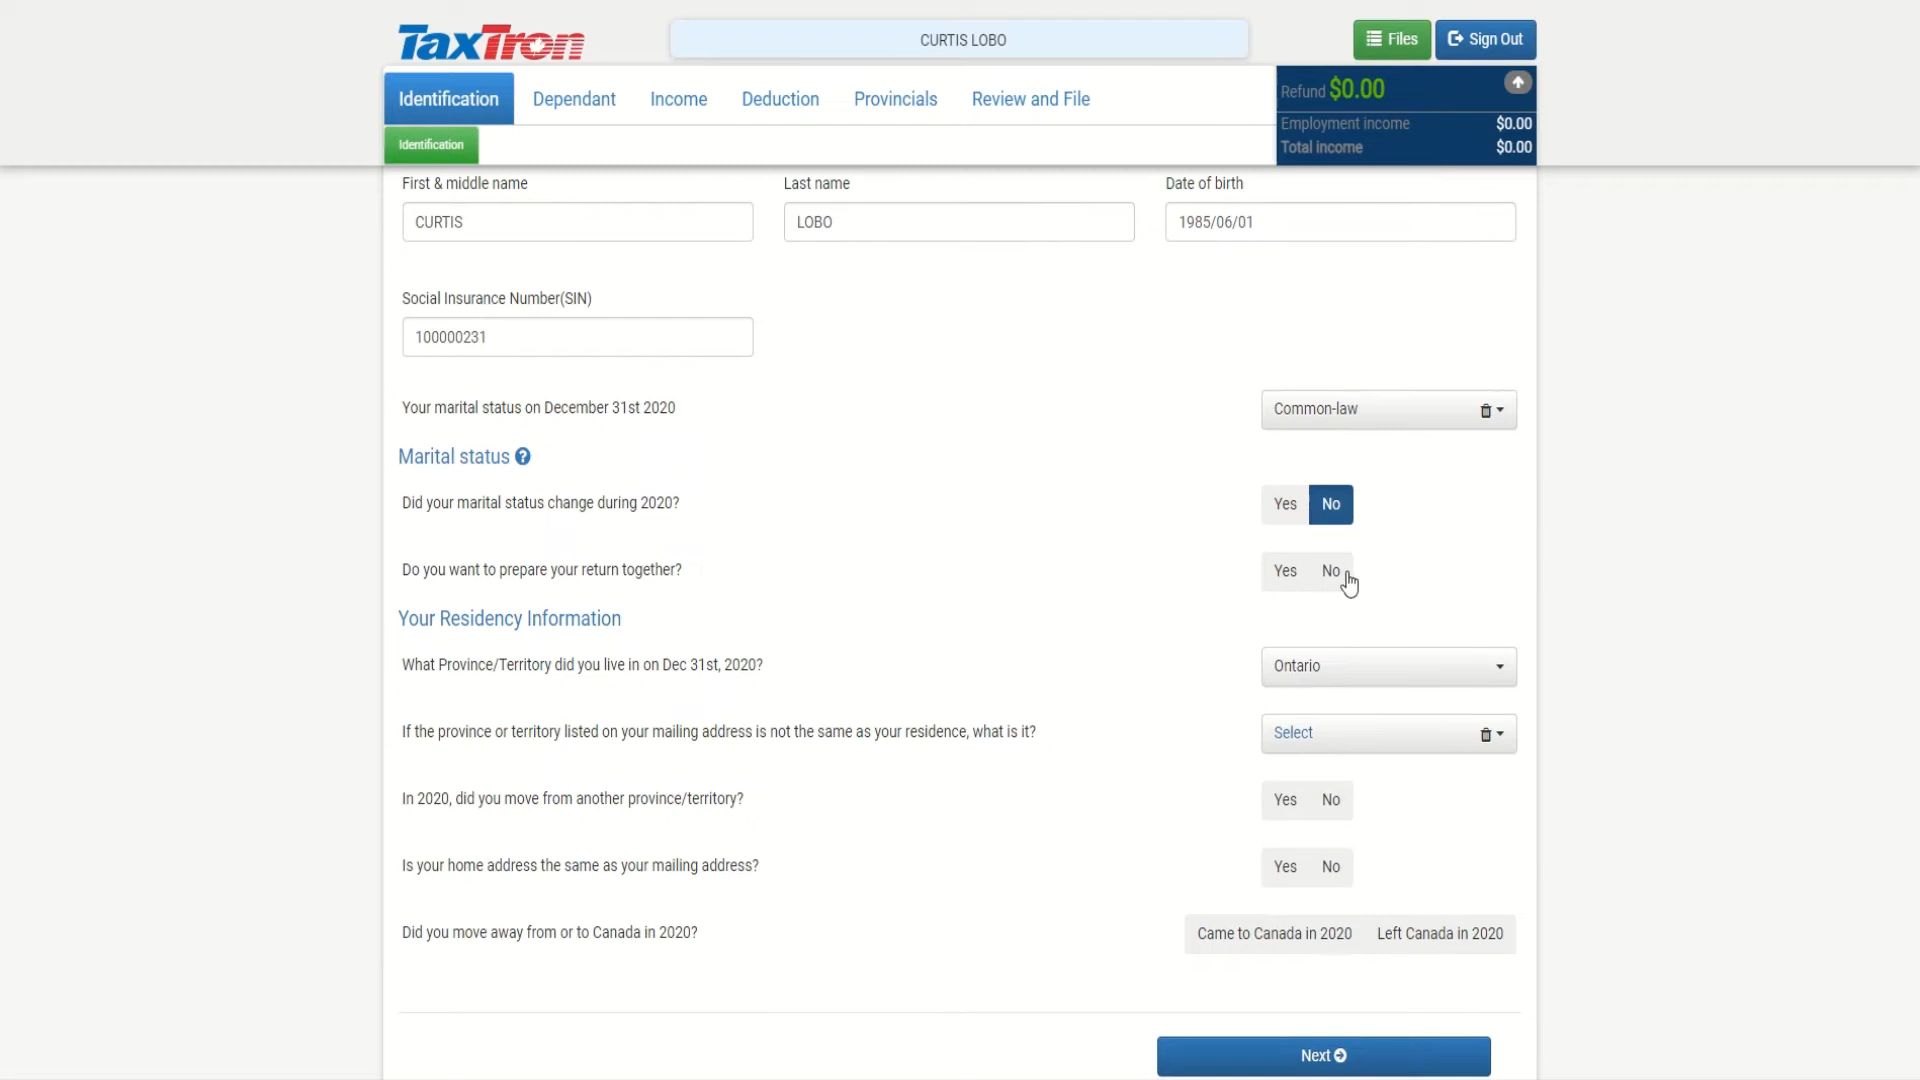 TaxTron
CURTIS LOBO
Files
Sign Out
Identification
Dependant
Income
Deduction
Provincials
Review and File
Refund $0.00
Employment income $0.00
Total income $0.00
Identification
First & middle name
Last name
Date of birth
CURTIS
LOBO
1985/06/01
Social Insurance Number(SIN)
100000231
Your marital status on December 31st 2020
Common-law
Marital status
Did your marital status change during 2020?
Yes No
Do you want to prepare your return together?
Yes No
Your Residency Information
What Province/Territory did you live in on Dec 31st, 2020?
Ontario
If the province or territory listed on your mailing address is not the same as your residence, what is it?
Select
In 2020, did you move from another province/territory?
Yes No
Is your home address the same as your mailing address?
Yes No
Did you move away from or to Canada in 2020?
Came to Canada in 2020 Left Canada in 2020
Next